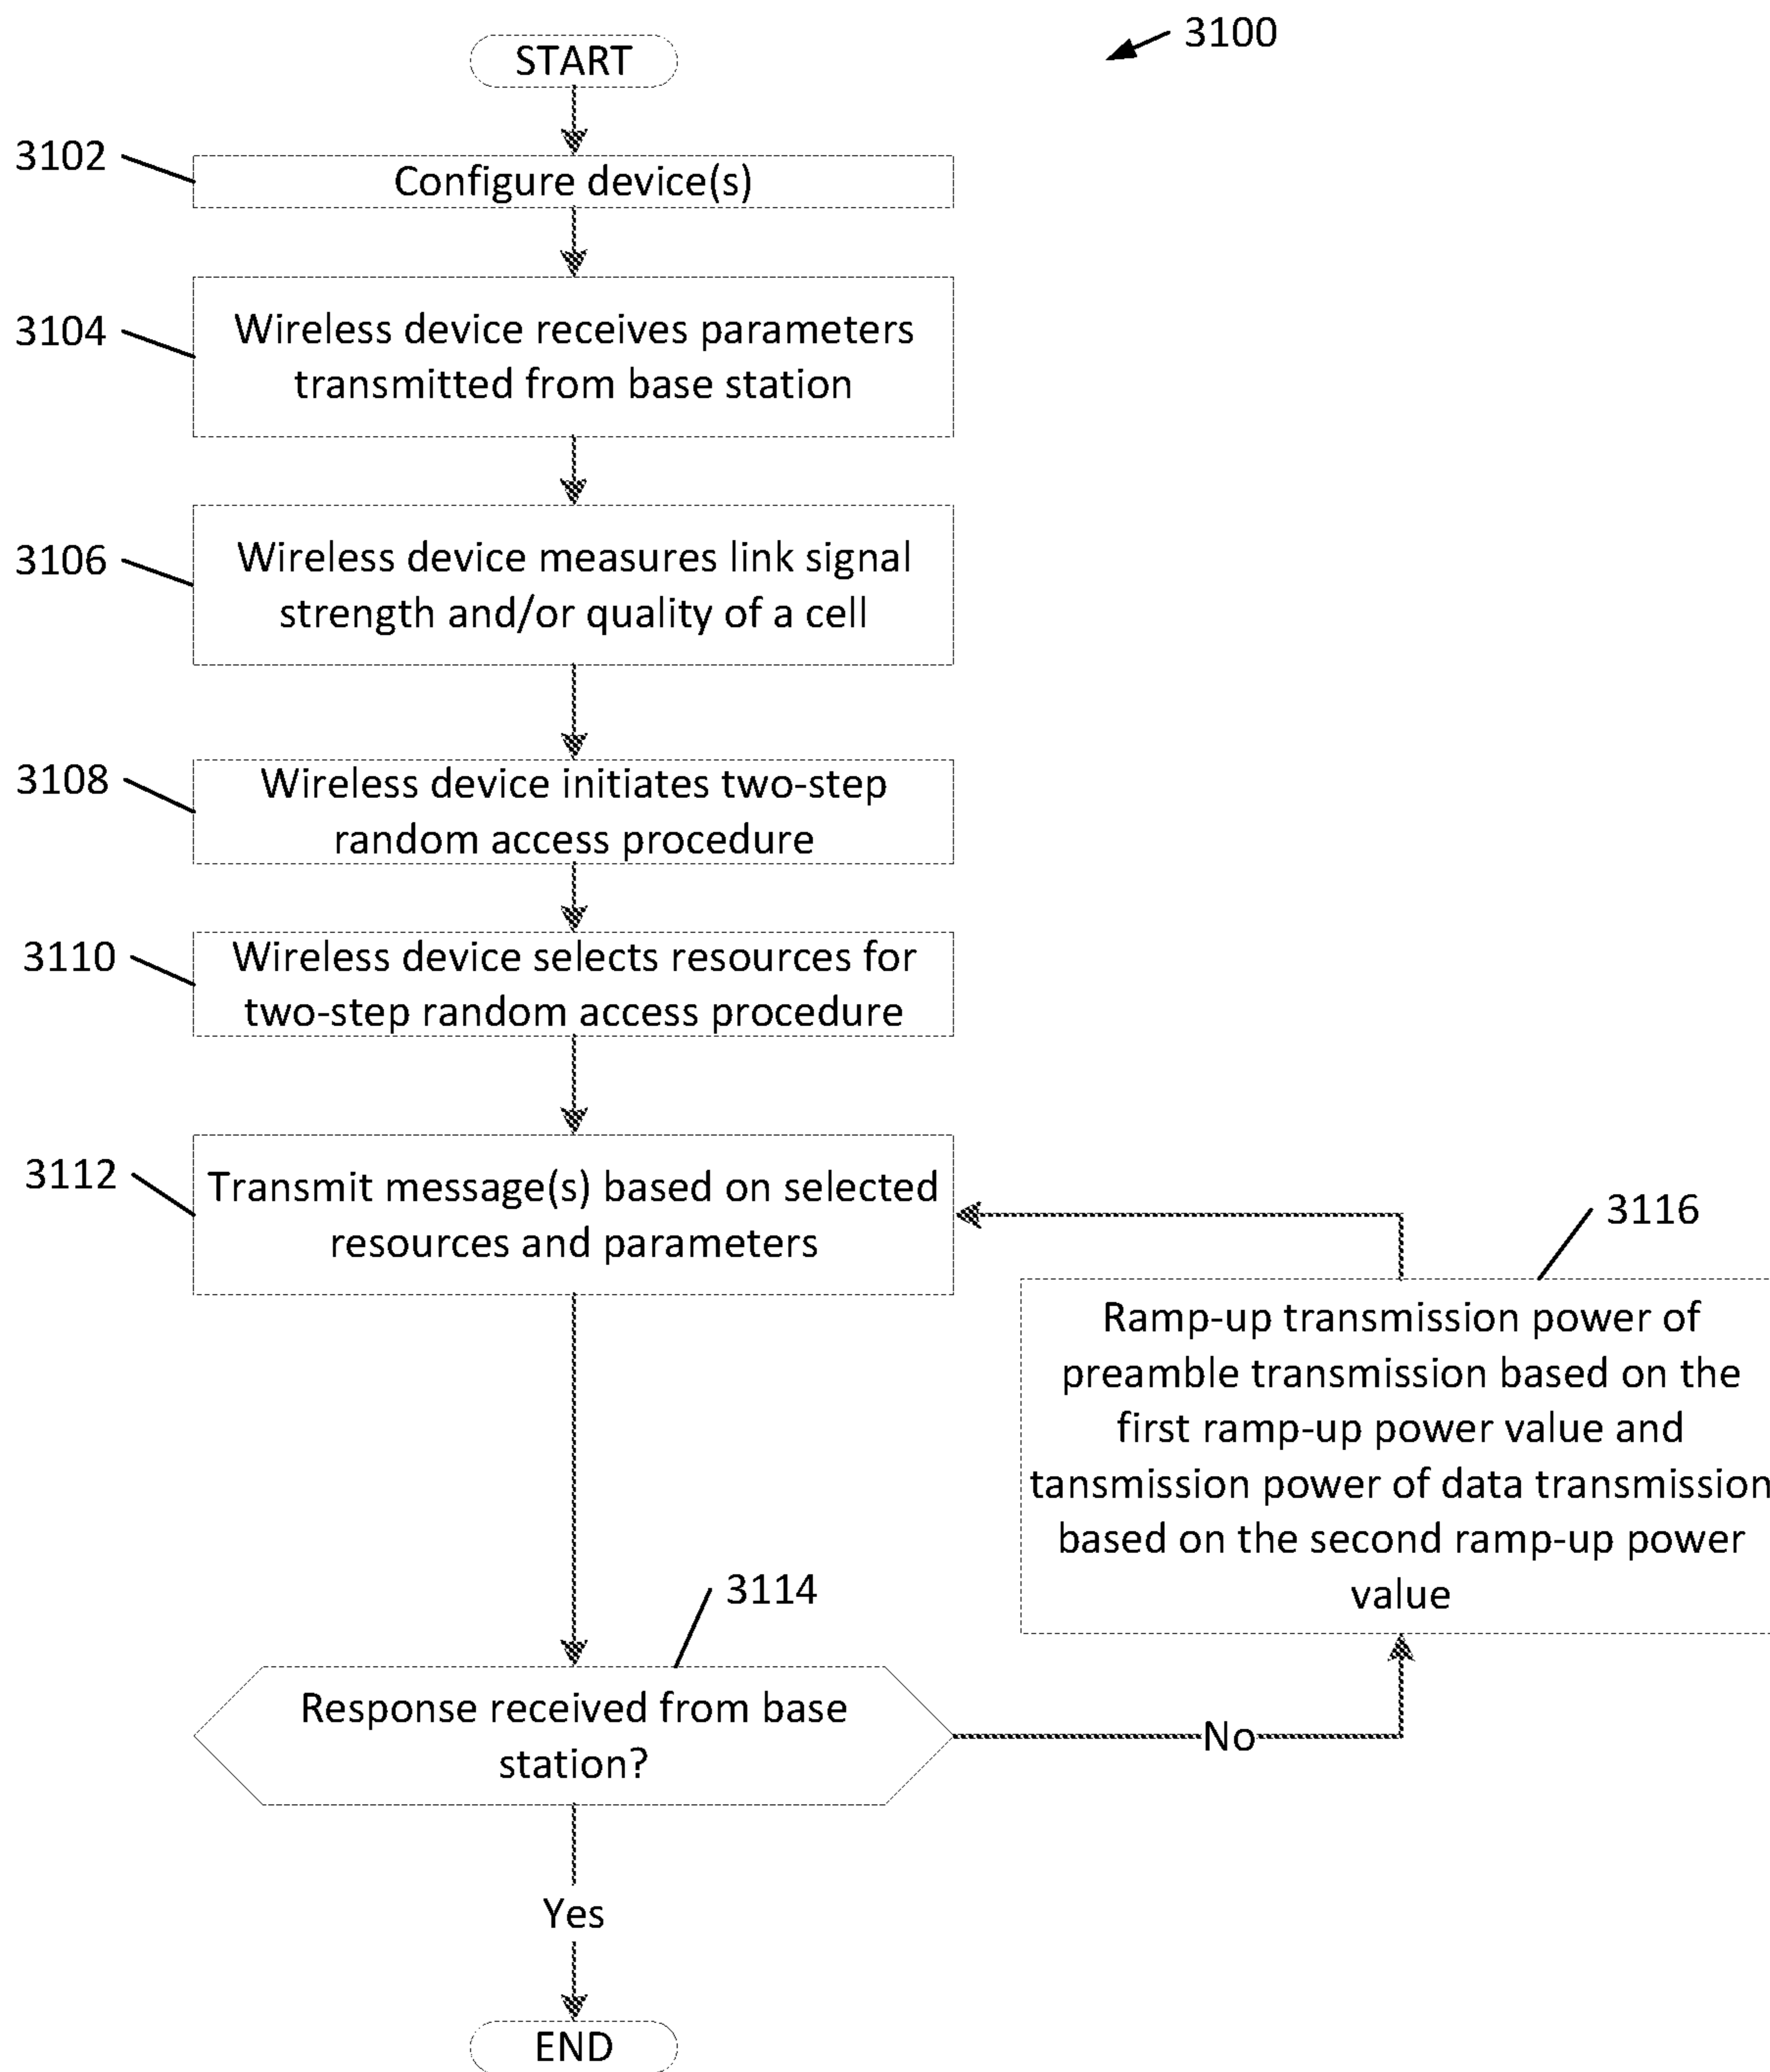 3100
START
3102
Configure device(s)
3104
Wireless device receives parameters
transmitted from base station
3106
Wireless device measures link signal
strength and/or quality of a cell
3108
Wireless device initiates two-step
random access procedure
3110
Wireless device selects resources for
two-step random access procedure
3112
Transmit message(s) based on selected
resources and parameters
3116
Ramp-up transmission power of
preamble transmission based on the
first ramp-up power value and
tansmission power of data transmission
based on the second ramp-up power
value
3114
Response received from base
station?
No
Yes
END